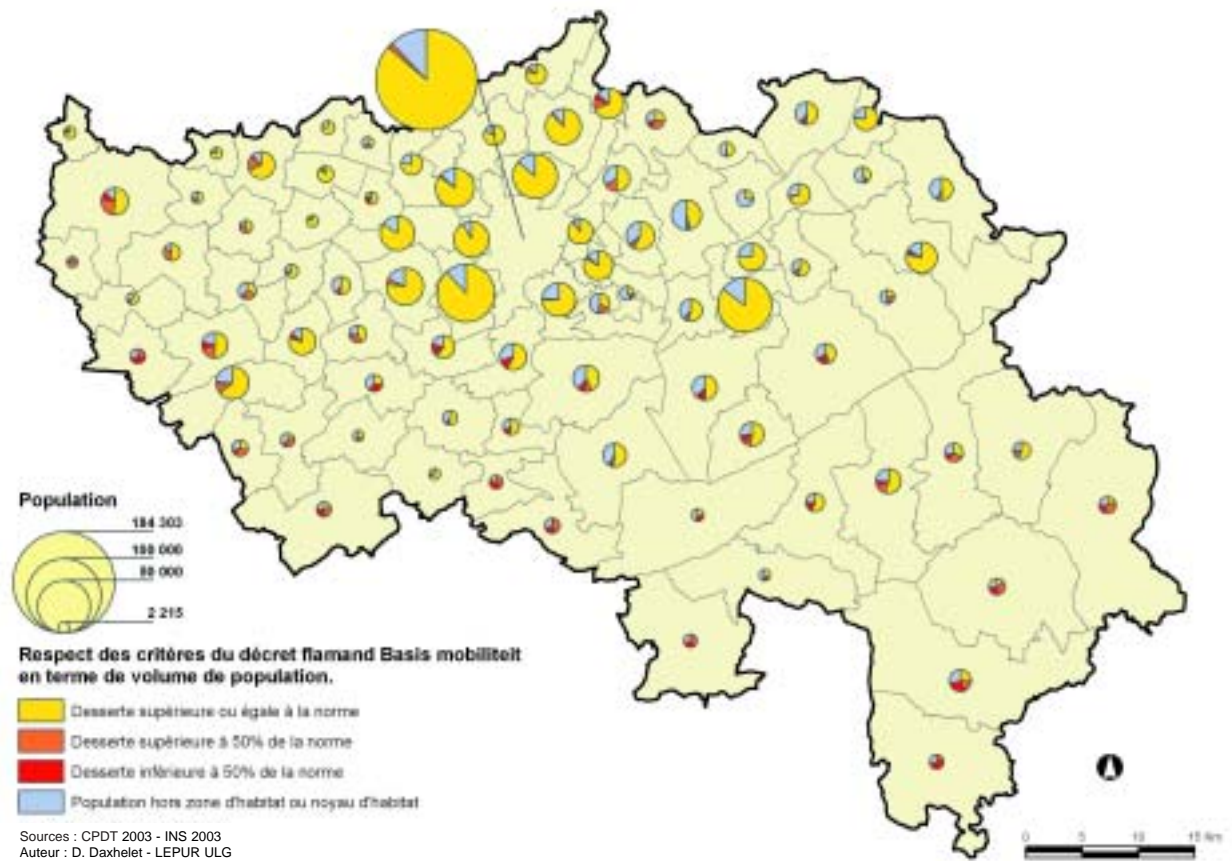 Population
184 303
100 000
50 000
2 215
Respect des critères du décret flamand Basis mobiliteit
en terme de volume de population.
Desserte supérieure ou égale à la norme
Desserte supérieure à 50% de la norme
Desserte inférieure à 50% de la norme
Population hors zone d'habitat ou noyau d'habitat
Sources : CPDT 2003 - INS 2003
Auteur : D. Daxhelet - LEPUR ULG
0 5 10 15 Km